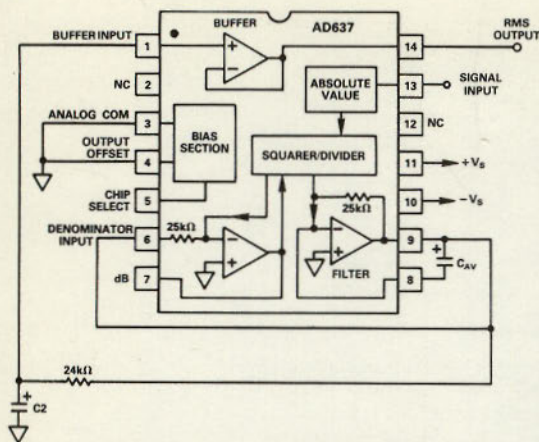 BUFFER
AD637
BUFFER INPUT
1
14
RMS
OUTPUT
NC
2
ABSOLUTE
VALUE
13
SIGNAL
INPUT
ANALOG COM
3
BIAS
SECTION
12
NC
OUTPUT
OFFSET
4
SQUARER/DIVIDER
11
+VS
CHIP
SELECT
5
25kΩ
25kΩ
10
−VS
DENOMINATOR
INPUT
6
9
+
CAV
dB
7
FILTER
8
24kΩ
+
C2
+
−
−
+
−
+